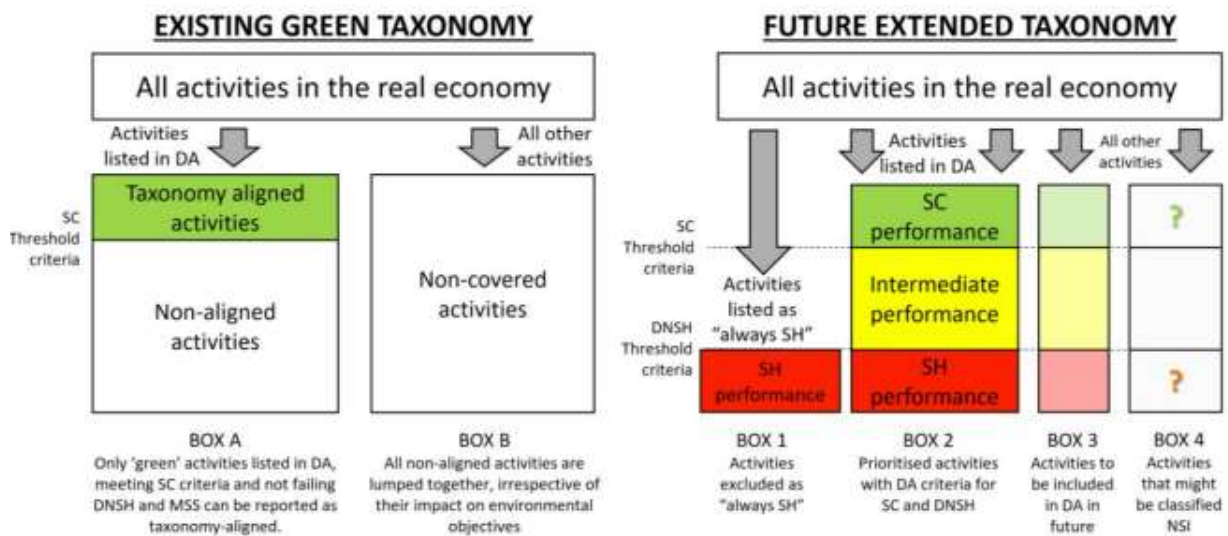 EXISTING GREEN TAXONOMY
All activities in the real economy
Activities
listed in DA
All other
activities
Taxonomy aligned
activities
SC
Threshold
criteria
Non-aligned
activities
Non-covered
activities
BOX A
Only 'green' activities listed in DA,
meeting SC criteria and not failing
DNSH and MSS can be reported as
taxonomy-aligned.
BOX B
All non-aligned activities are
lumped together, irrespective of
their impact on environmental
objectives
FUTURE EXTENDED TAXONOMY
All activities in the real economy
Activities
listed in DA
All other
activities
SC
Threshold
criteria
DNSH
Threshold
criteria
Activities
listed as
"always SH"
SH
performance
SC
performance
Intermediate
performance
SH
performance
?
?
BOX 1
Activities
excluded as
"always SH"
BOX 2
Prioritised activities
with DA criteria for
SC and DNSH
BOX 3
Activities to
be included
in DA in
future
BOX 4
Activities
that might
be classified
NSI